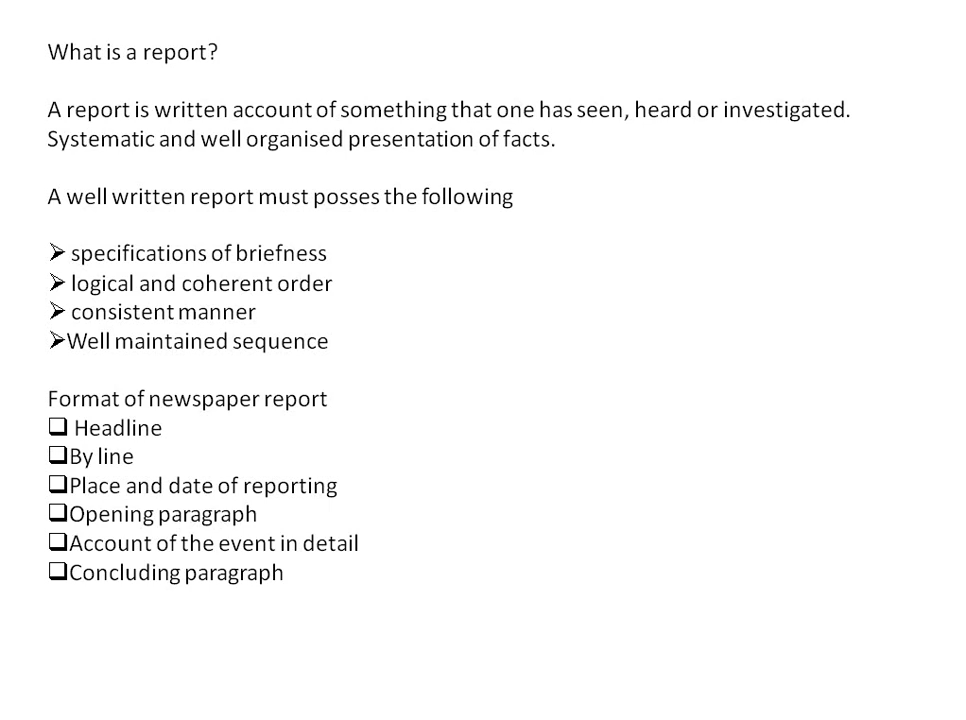 What is a report?
A report is written account of something that one has seen, heard or investigated.
Systematic and well organised presentation of facts.
A well written report must posses the following
➢ specifications of briefness
➢ logical and coherent order
➢ consistent manner
➢Well maintained sequence
Format of newspaper report
❑ Headline
❑By line
❑Place and date of reporting
❑Opening paragraph
❑Account of the event in detail
❑Concluding paragraph